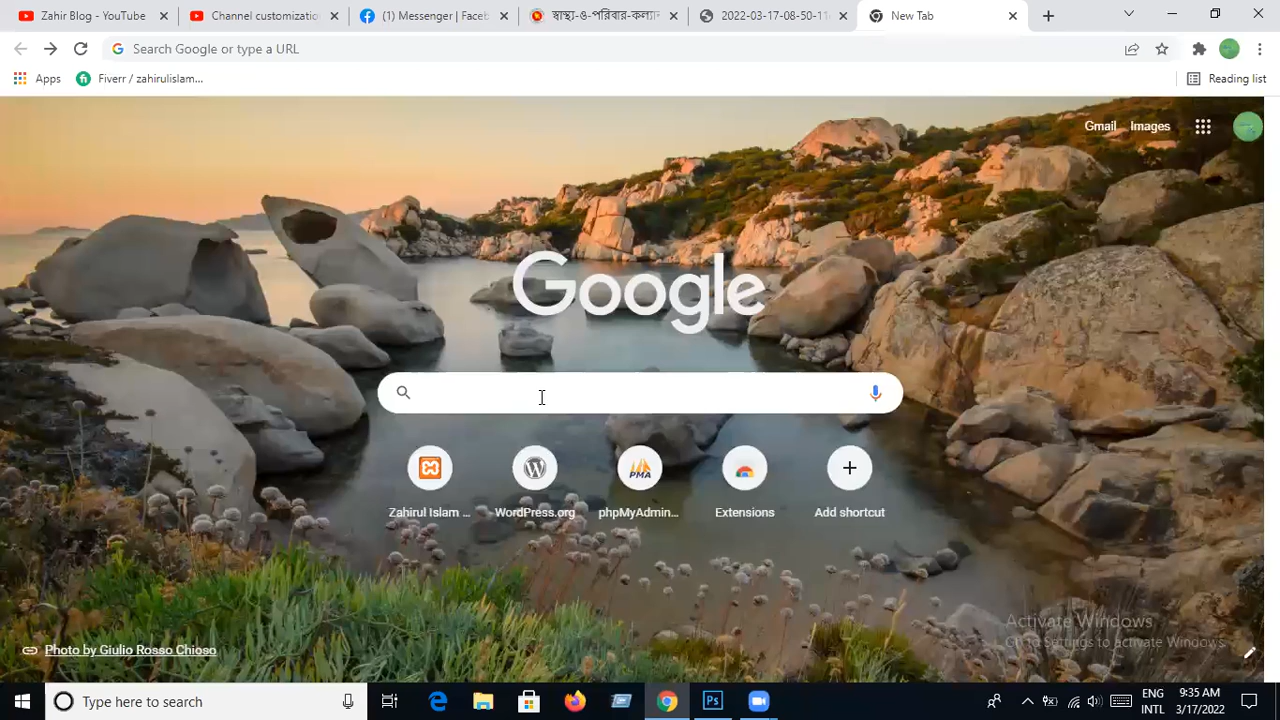 Zahir Blog - YouTube
Channel customization
(1) Messenger | Faceb
স্বাস্থ্য-ও-পরিবার-কল্যান
2022-03-17-08-50-11
New Tab
Search Google or type a URL
Apps
Fiverr / zahirulislam...
Reading list
Gmail
Images
Google
Zahirul Islam ...
WordPress.org
phpMyAdmin...
Extensions
Add shortcut
Activate Windows
Go to Settings to activate Windows.
Photo by Giulio Rosso Chioso
Type here to search
Ps
ENG
INTL
9:35 AM
3/17/2022